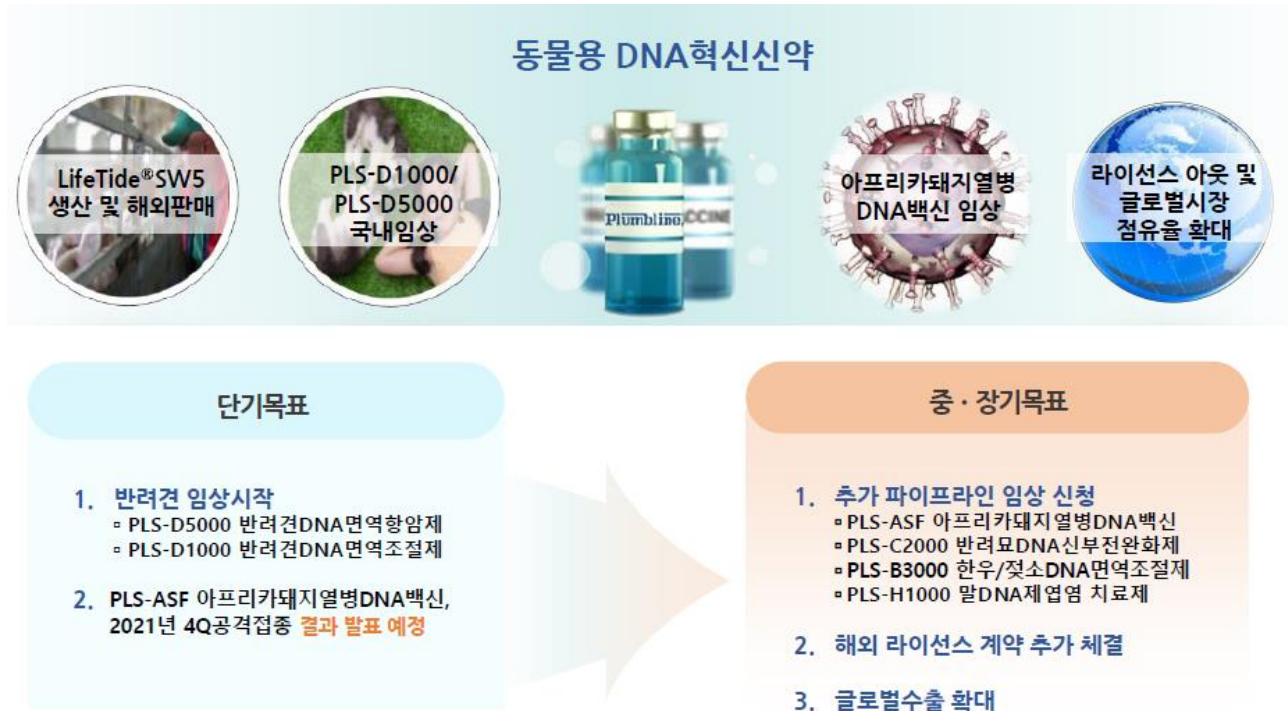 동물용 DNA혁신신약
LifeTide®SW5
생산 및 해외판매
PLS-D1000/
PLS-D5000
국내임상
Plumbline
CCINE
아프리카돼지열병
DNA백신 임상
라이선스 아웃 및
글로벌시장
점유율 확대
단기목표
1. 반려견 임상시작
▫ PLS-D5000 반려견DNA면역항암제
▫ PLS-D1000 반려견DNA면역조절제
2. PLS-ASF 아프리카돼지열병DNA백신,
2021년 4Q공격접종 결과 발표 예정
중 · 장기목표
1. 추가 파이프라인 임상 신청
▫ PLS-ASF 아프리카돼지열병DNA백신
▫ PLS-C2000 반려묘DNA신부전완화제
▫ PLS-B3000 한우/젖소DNA면역조절제
▫ PLS-H1000 말DNA제엽염 치료제
2. 해외 라이선스 계약 추가 체결
3. 글로벌수출 확대